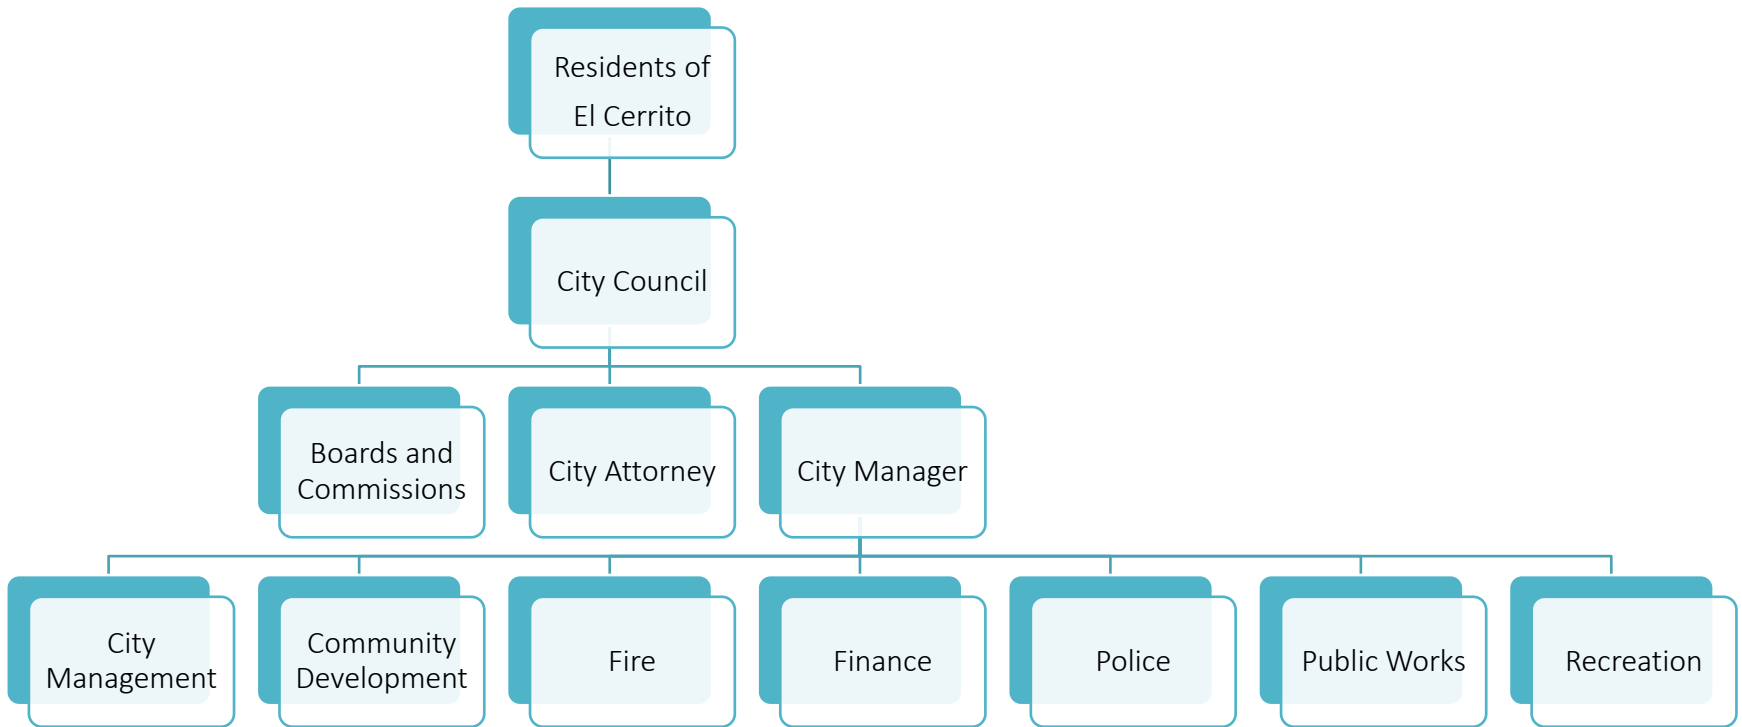 Residents of
El Cerrito
City Council
Boards and
Commissions
City Attorney
City Manager
City
Management
Community
Development
Fire
Finance
Police
Public Works
Recreation